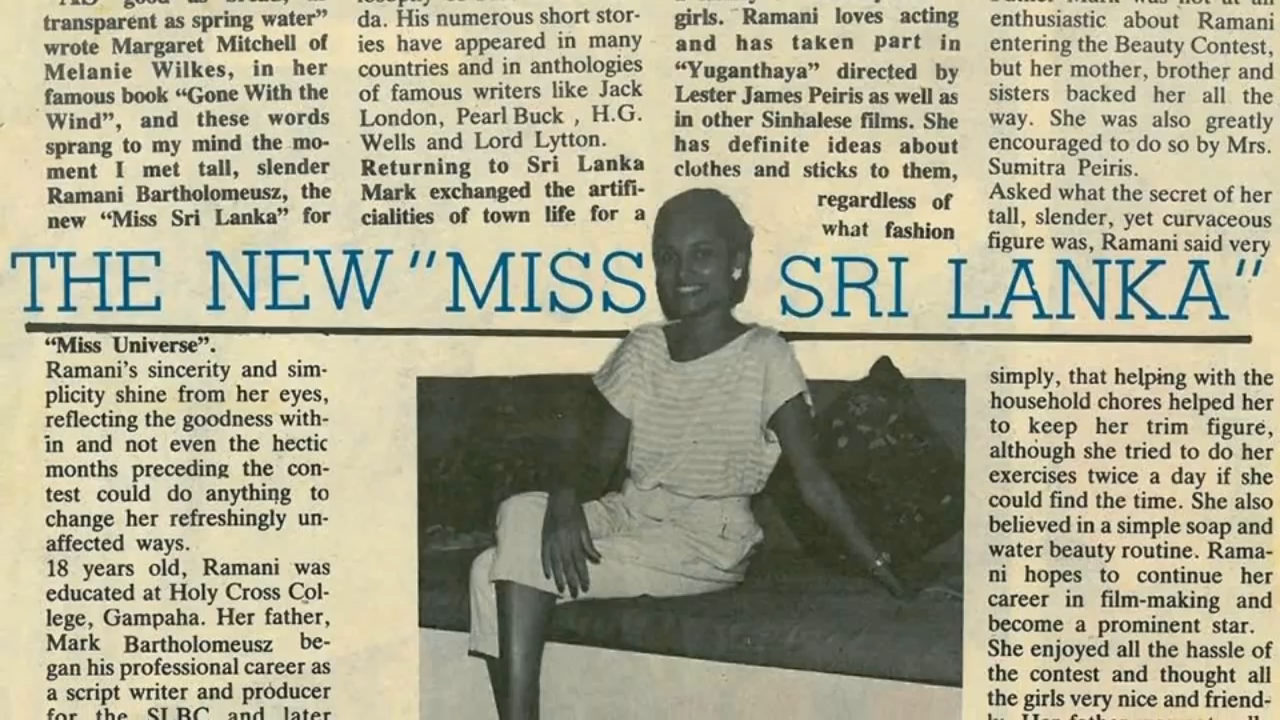 transparent as spring water"
wrote Margaret Mitchell of
Melanie Wilkes, in her
famous book "Gone With the
Wind", and these words
sprang to my mind the mo-
ment I met tall, slender
Ramani Bartholomeusz, the
new "Miss Sri Lanka" for
da. His numerous short stor-
ies have appeared in many
countries and in anthologies
of famous writers like Jack
London, Pearl Buck , H.G.
Wells and Lord Lytton.
Returning to Sri Lanka
Mark exchanged the artifi-
cialities of town life for a
girls. Ramani loves acting
and has taken part in
"Yuganthaya" directed by
Lester James Peiris as well as
in other Sinhalese films. She
has definite ideas about
clothes and sticks to them,
regardless of
what fashion
enthusiastic about Ramani
entering the Beauty Contest,
but her mother, brother and
sisters backed her all the
way. She was also greatly
encouraged to do so by Mrs.
Sumitra Peiris.
Asked what the secret of her
tall, slender, yet curvaceous
figure was, Ramani said very
THE NEW "MISS SRI LANKA"
"Miss Universe".
Ramani's sincerity and sim-
plicity shine from her eyes,
reflecting the goodness with-
in and not even the hectic
months preceding the con-
test could do anything to
change her refreshingly un-
affected ways.
18 years old, Ramani was
educated at Holy Cross Col-
lege, Gampaha. Her father,
Mark Bartholomeusz be-
gan his professional career as
a script writer and producer
for the SLBC and later
simply, that helping with the
household chores helped her
to keep her trim figure,
although she tried to do her
exercises twice a day if she
could find the time. She also
believed in a simple soap and
water beauty routine. Rama-
ni hopes to continue her
career in film-making and
become a prominent star.
She enjoyed all the hassle of
the contest and thought all
the girls very nice and friend-